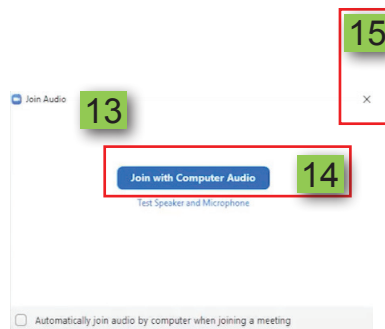 15
Join Audio
13
Join with Computer Audio
14
Test Speaker and Microphone
Automatically join audio by computer when joining a meeting